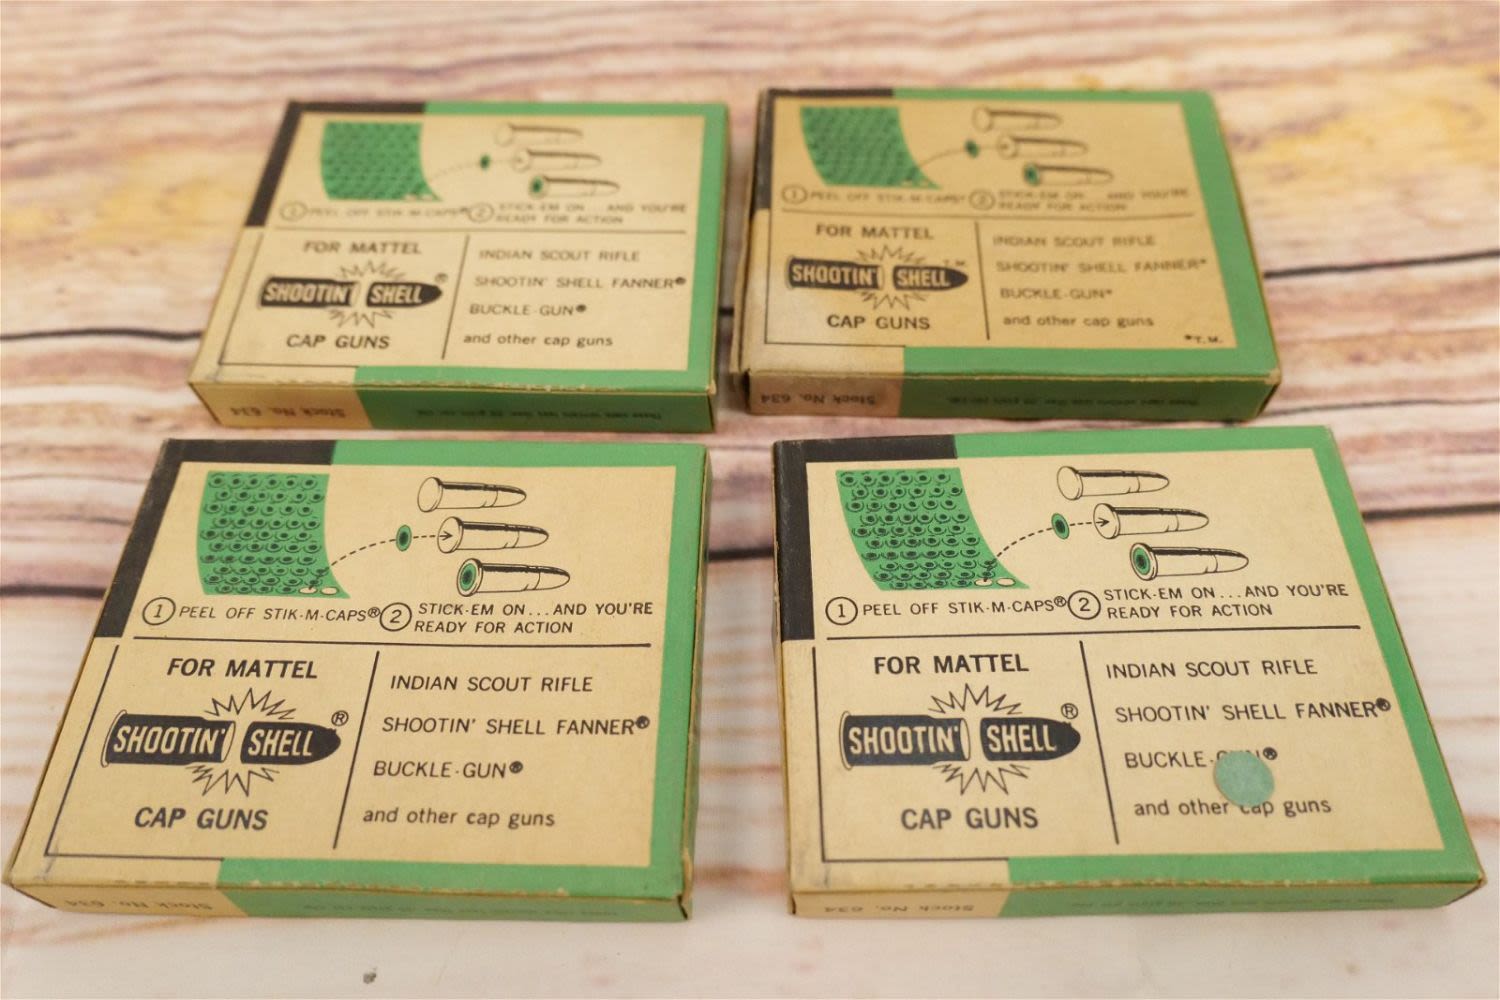 1 PEEL OFF STIK-M-CAPS® 2 STICK-EM ON...AND YOU'RE
READY FOR ACTION
FOR MATTEL
SHOOTIN' SHELL ®
CAP GUNS
INDIAN SCOUT RIFLE
SHOOTIN' SHELL FANNER®
BUCKLE-GUN®
and other cap guns
Stock No. 634
1 PEEL OFF STIK-M-CAPS* 2 STICK-EM ON... AND YOU'RE
READY FOR ACTION
FOR MATTEL
SHOOTIN' SHELL T.M.
CAP GUNS
INDIAN SCOUT RIFLE
SHOOTIN' SHELL FANNER*
BUCKLE-GUN*
and other cap guns
*T.M.
Stock No. 634
1 PEEL OFF STIK-M-CAPS® 2 STICK-EM ON...AND YOU'RE
READY FOR ACTION
FOR MATTEL
SHOOTIN' SHELL ®
CAP GUNS
INDIAN SCOUT RIFLE
SHOOTIN' SHELL FANNER®
BUCKLE-GUN®
and other cap guns
Stock No. 634
1 PEEL OFF STIK-M-CAPS® 2 STICK-EM ON...AND YOU'RE
READY FOR ACTION
FOR MATTEL
SHOOTIN' SHELL ®
CAP GUNS
INDIAN SCOUT RIFLE
SHOOTIN' SHELL FANNER®
BUCKLE-GUN®
and other cap guns
Stock No. 634